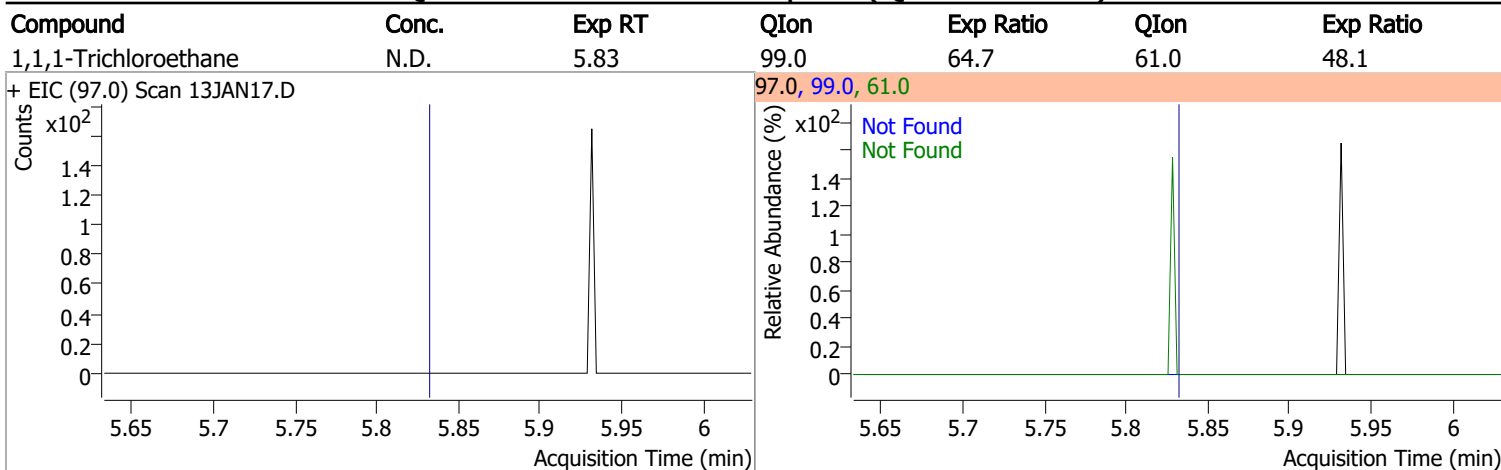 Compound Conc. Exp RT QIon Exp Ratio QIon Exp Ratio
1,1,1-Trichloroethane N.D. 5.83 99.0 64.7 61.0 48.1
+ EIC (97.0) Scan 13JAN17.D
Counts
x10²
1.4
1.2
1
0.8
0.6
0.4
0.2
0
5.65 5.7 5.75 5.8 5.85 5.9 5.95 6
Acquisition Time (min)
97.0, 99.0, 61.0
Relative Abundance (%)
x10²
Not Found
Not Found
1.4
1.2
1
0.8
0.6
0.4
0.2
0
5.65 5.7 5.75 5.8 5.85 5.9 5.95 6
Acquisition Time (min)